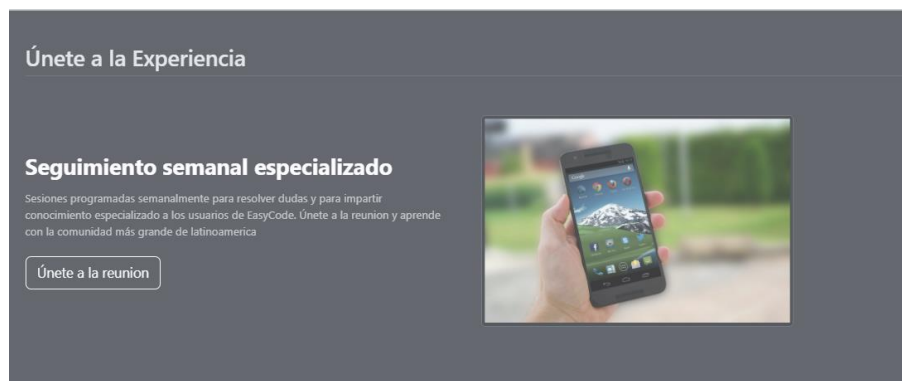 Únete a la Experiencia
Seguimiento semanal especializado
Sesiones programadas semanalmente para resolver dudas y para impartir
conocimiento especializado a los usuarios de EasyCode. Únete a la reunion y aprende
con la comunidad más grande de latinoamerica
Únete a la reunion